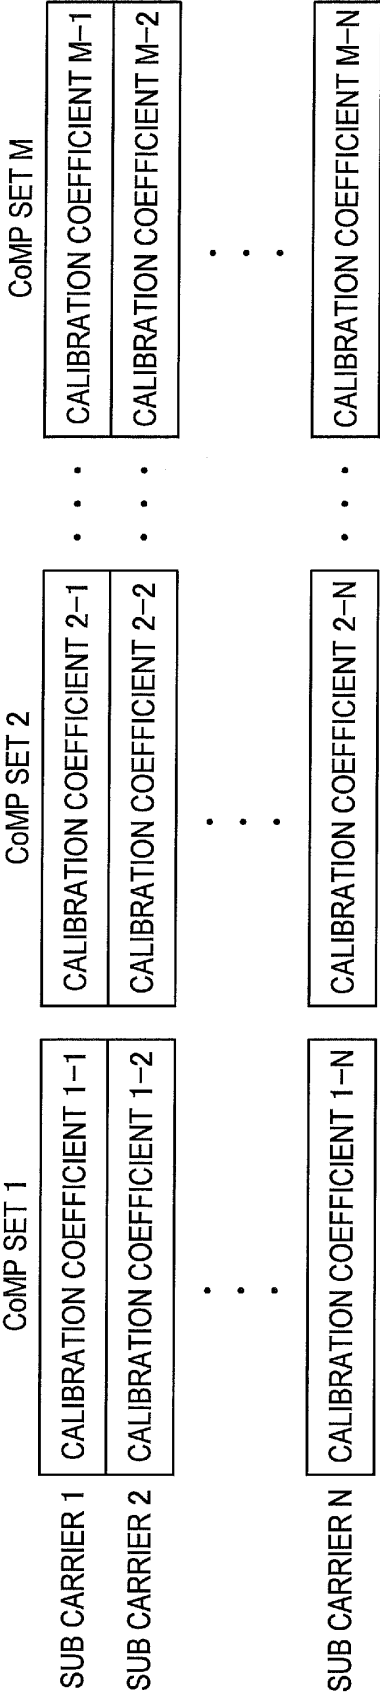 CoMP SET 1
CoMP SET 2
CoMP SET M
SUB CARRIER 1
CALIBRATION COEFFICIENT 1-1
CALIBRATION COEFFICIENT 2-1
CALIBRATION COEFFICIENT M-1
SUB CARRIER 2
CALIBRATION COEFFICIENT 1-2
CALIBRATION COEFFICIENT 2-2
CALIBRATION COEFFICIENT M-2
SUB CARRIER N
CALIBRATION COEFFICIENT 1-N
CALIBRATION COEFFICIENT 2-N
CALIBRATION COEFFICIENT M-N